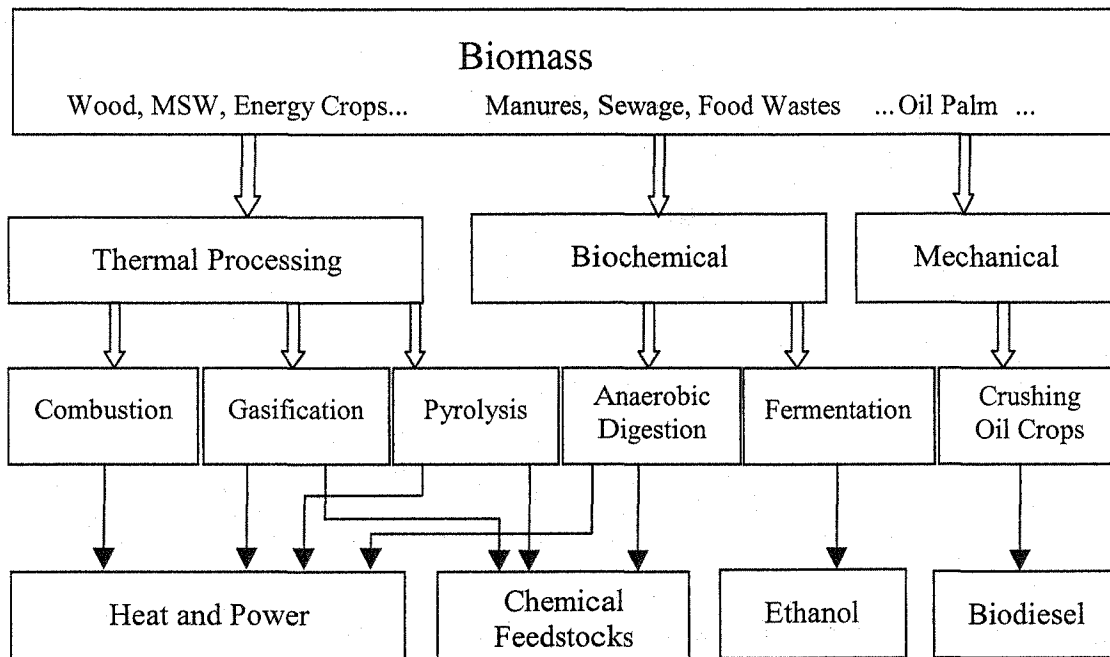 Biomass
Wood, MSW, Energy Crops... Manures, Sewage, Food Wastes ...Oil Palm ...
Thermal Processing Biochemical Mechanical
Combustion Gasification Pyrolysis Anaerobic Digestion Fermentation Crushing Oil Crops
Heat and Power Chemical Feedstocks Ethanol Biodiesel